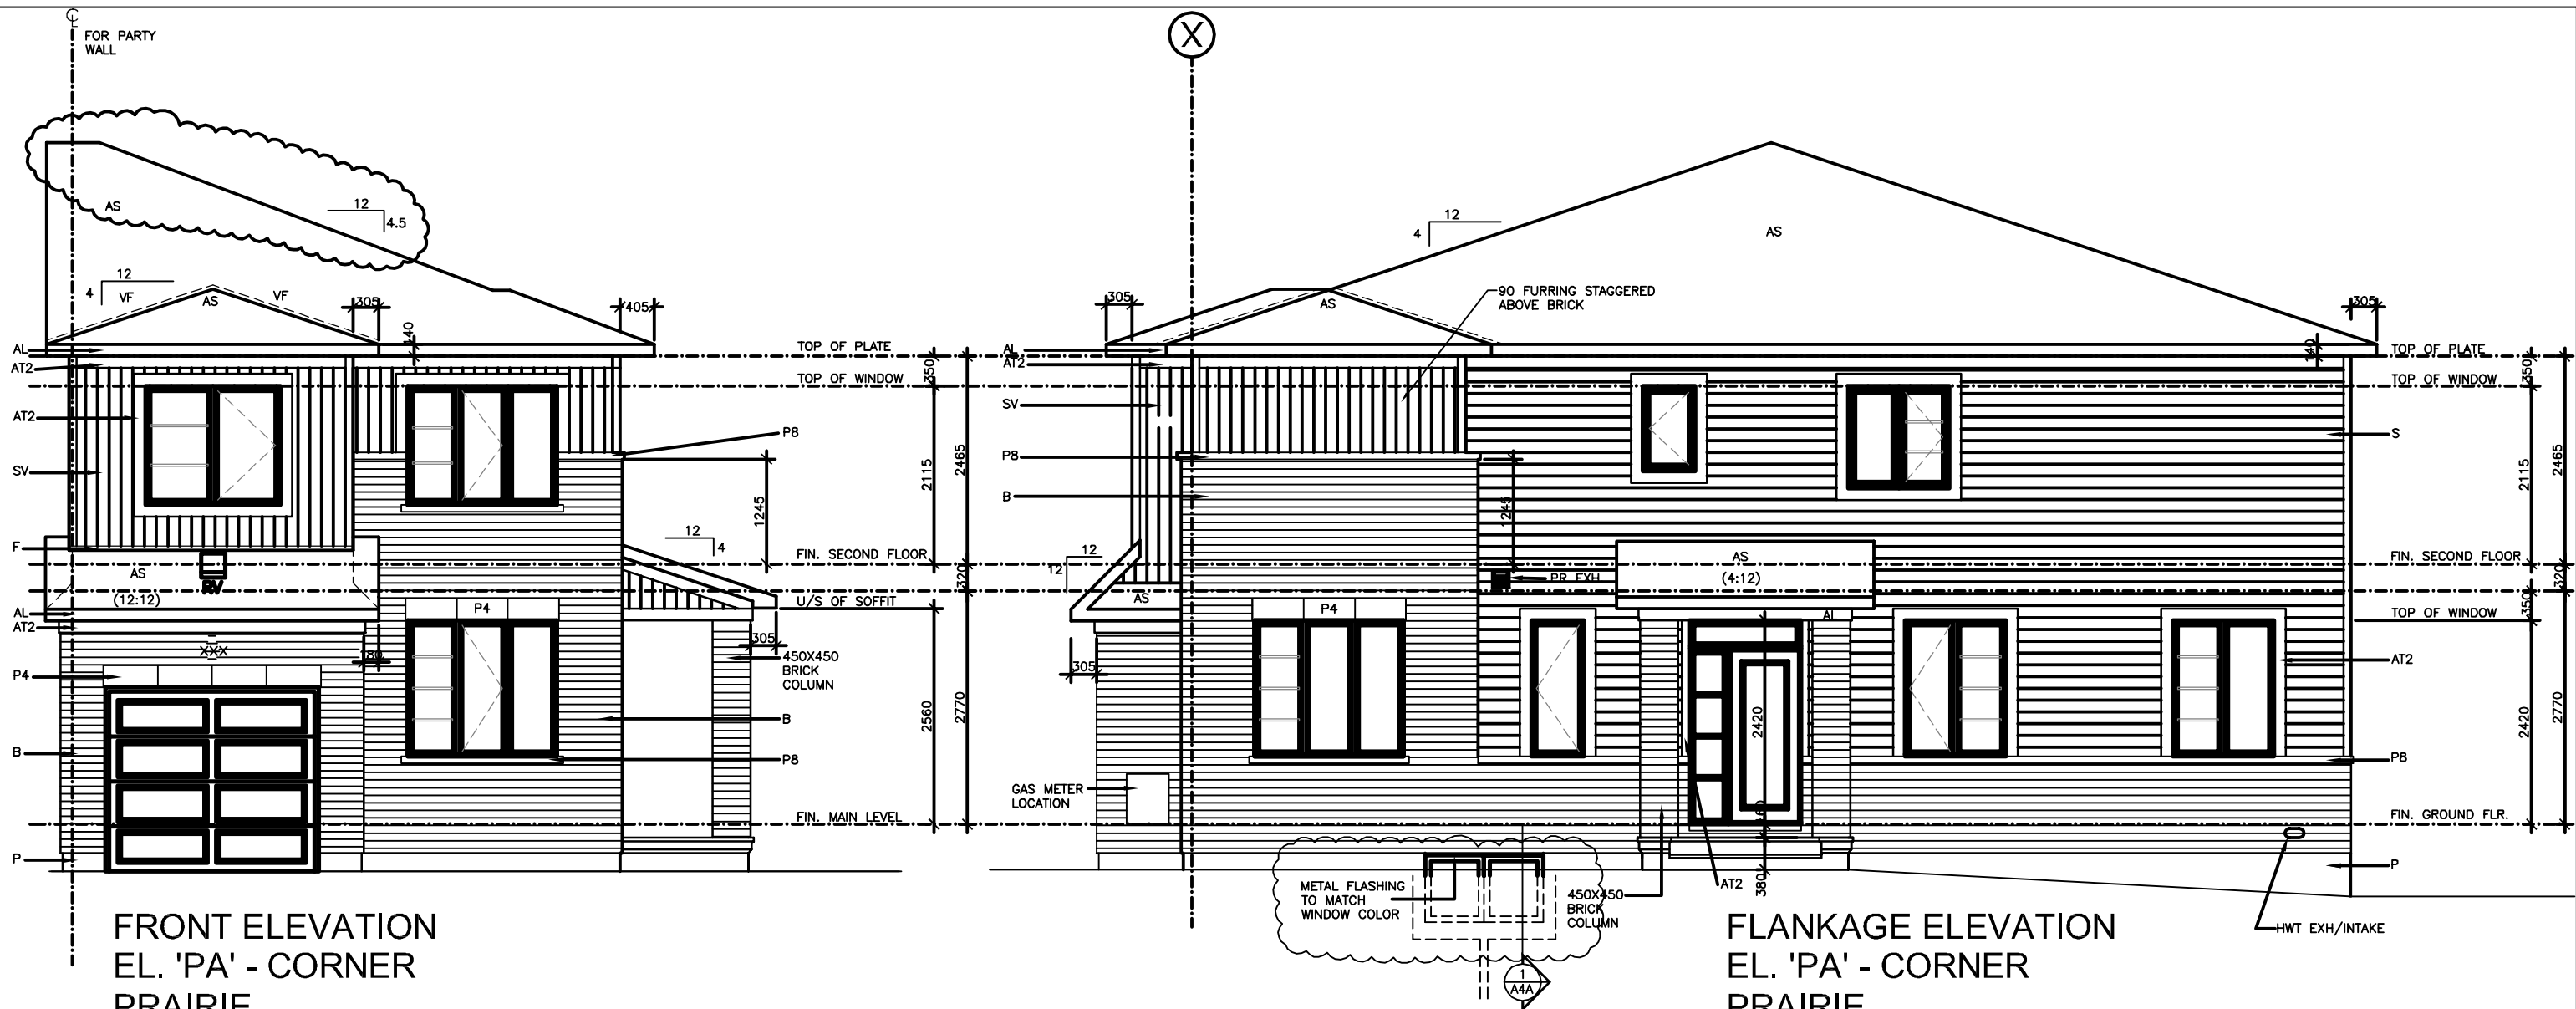 ℄
FOR PARTY
WALL
AS
12
4.5
12
4
VF
AS
VF
305
405
140
AL
AT2
AT2
SV
F
AS
(12:12)
RV
AL
AT2
XXX
180
P4
B
P
P4
12
4
305
P8
1245
450X450
BRICK
COLUMN
B
P8
TOP OF PLATE
TOP OF WINDOW
FIN. SECOND FLOOR
U/S OF SOFFIT
FIN. MAIN LEVEL
350
2115
2465
320
2560
2770
FRONT ELEVATION
EL. 'PA' - CORNER
PRAIRIE
X
12
4
AS
AS
305
305
90 FURRING STAGGERED
ABOVE BRICK
AL
AT2
SV
P8
B
12
12
AS
305
P4
1245
PR EXH
AS
(4:12)
AL
2420
380
GAS METER
LOCATION
METAL FLASHING
TO MATCH
WINDOW COLOR
450X450
BRICK
COLUMN
AT2
1
A4A
140
TOP OF PLATE
TOP OF WINDOW
S
FIN. SECOND FLOOR
TOP OF WINDOW
AT2
P8
FIN. GROUND FLR.
P
HWT EXH/INTAKE
350
2115
2465
320
350
2420
2770
FLANKAGE ELEVATION
EL. 'PA' - CORNER
PRAIRIE